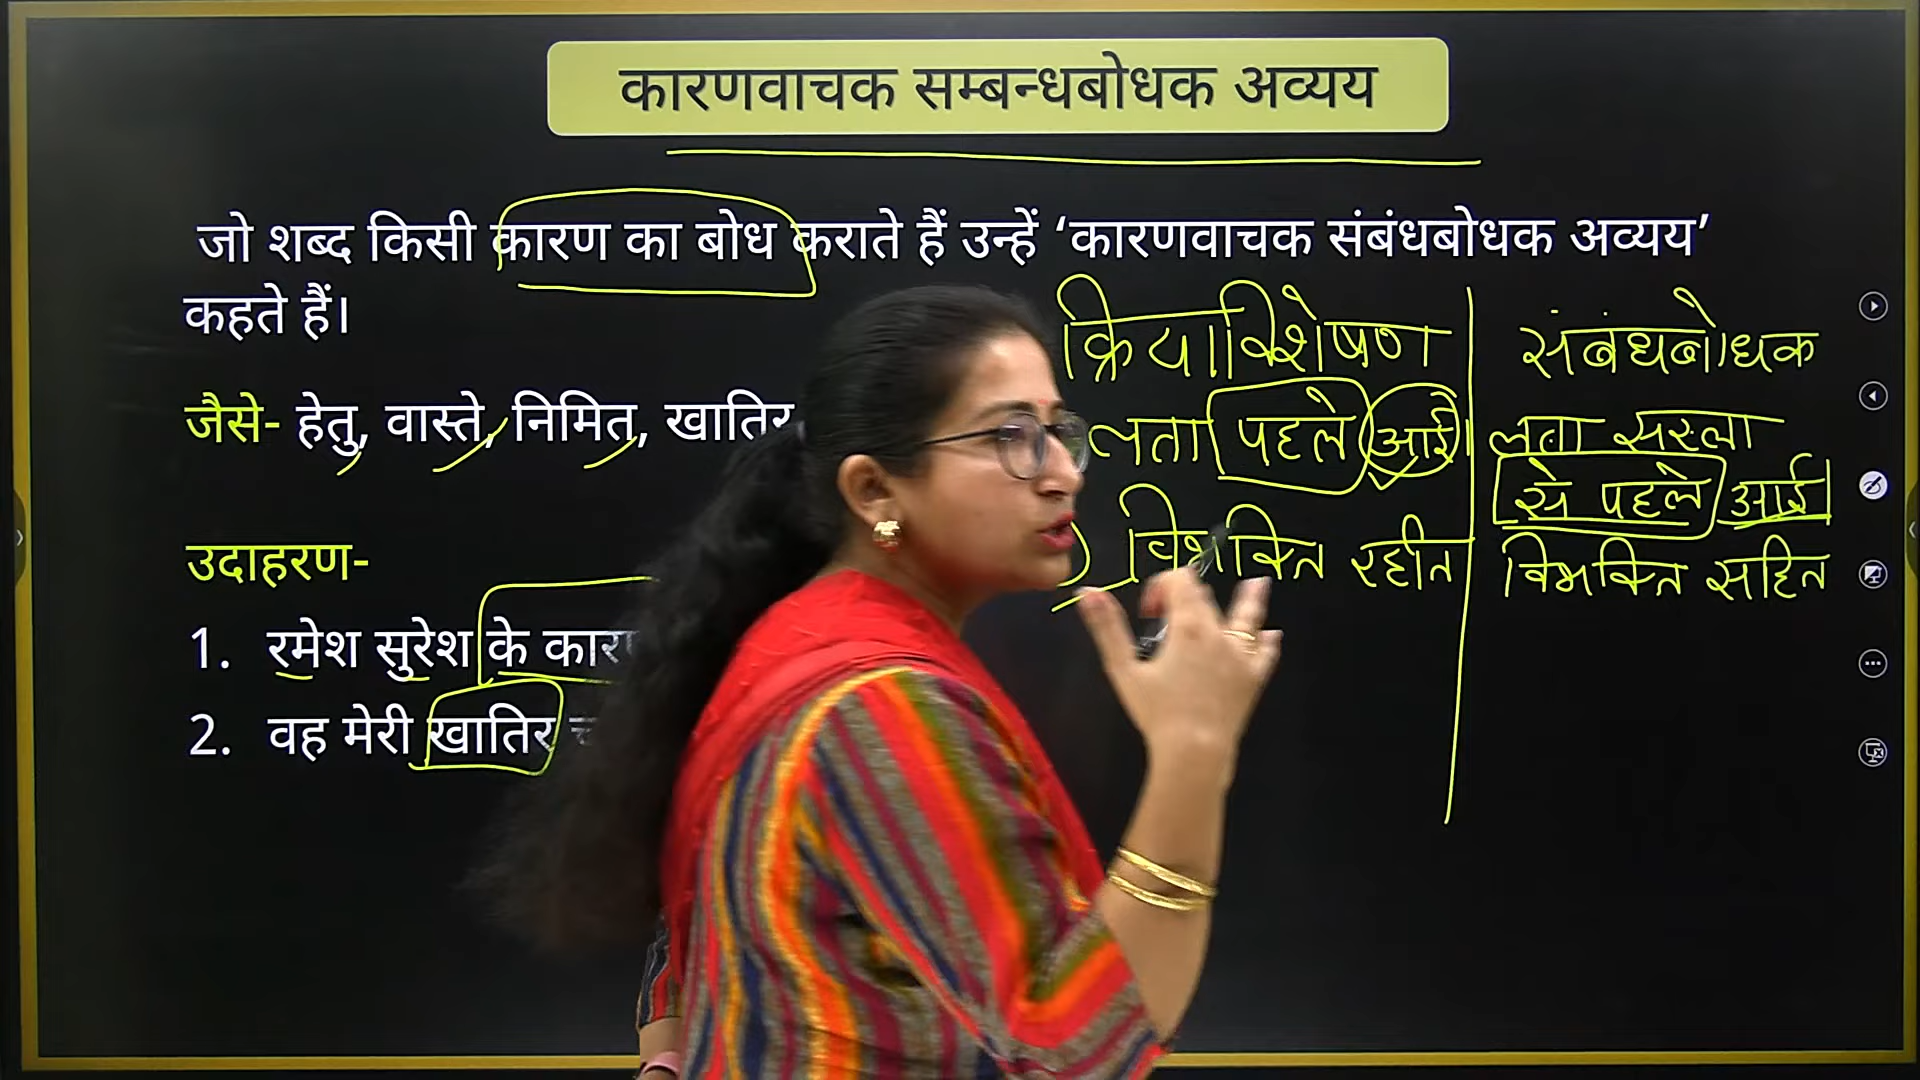 कारणवाचक सम्बन्धबोधक अव्यय
जो शब्द किसी कारण का बोध कराते हैं उन्हें ‘कारणवाचक संबंधबोधक अव्यय’
कहते हैं।
जैसे- हेतु, वास्ते, निमित, खातिर
उदाहरण-
1. रमेश सुरेश के
2. वह मेरी खातिर
क्रियाविशेषण
लता पहले आई।
विभक्ति रहीत
संबंधबोधक
लता सरला
से पहले आई।
विभक्ति सहित